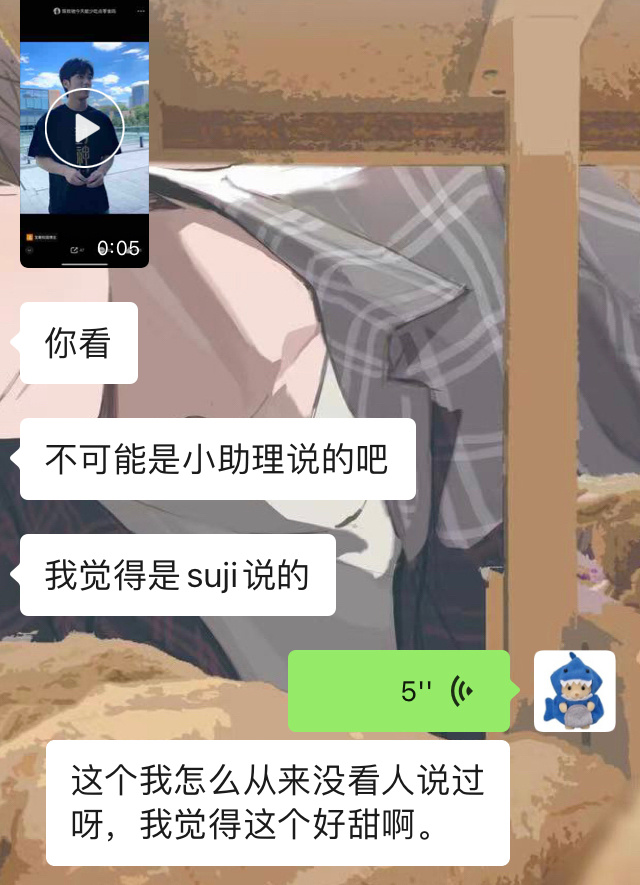 0:05
你看
不可能是小助理说的吧
我觉得是suji说的
5''
这个我怎么从来没看人说过
呀，我觉得这个好甜啊。